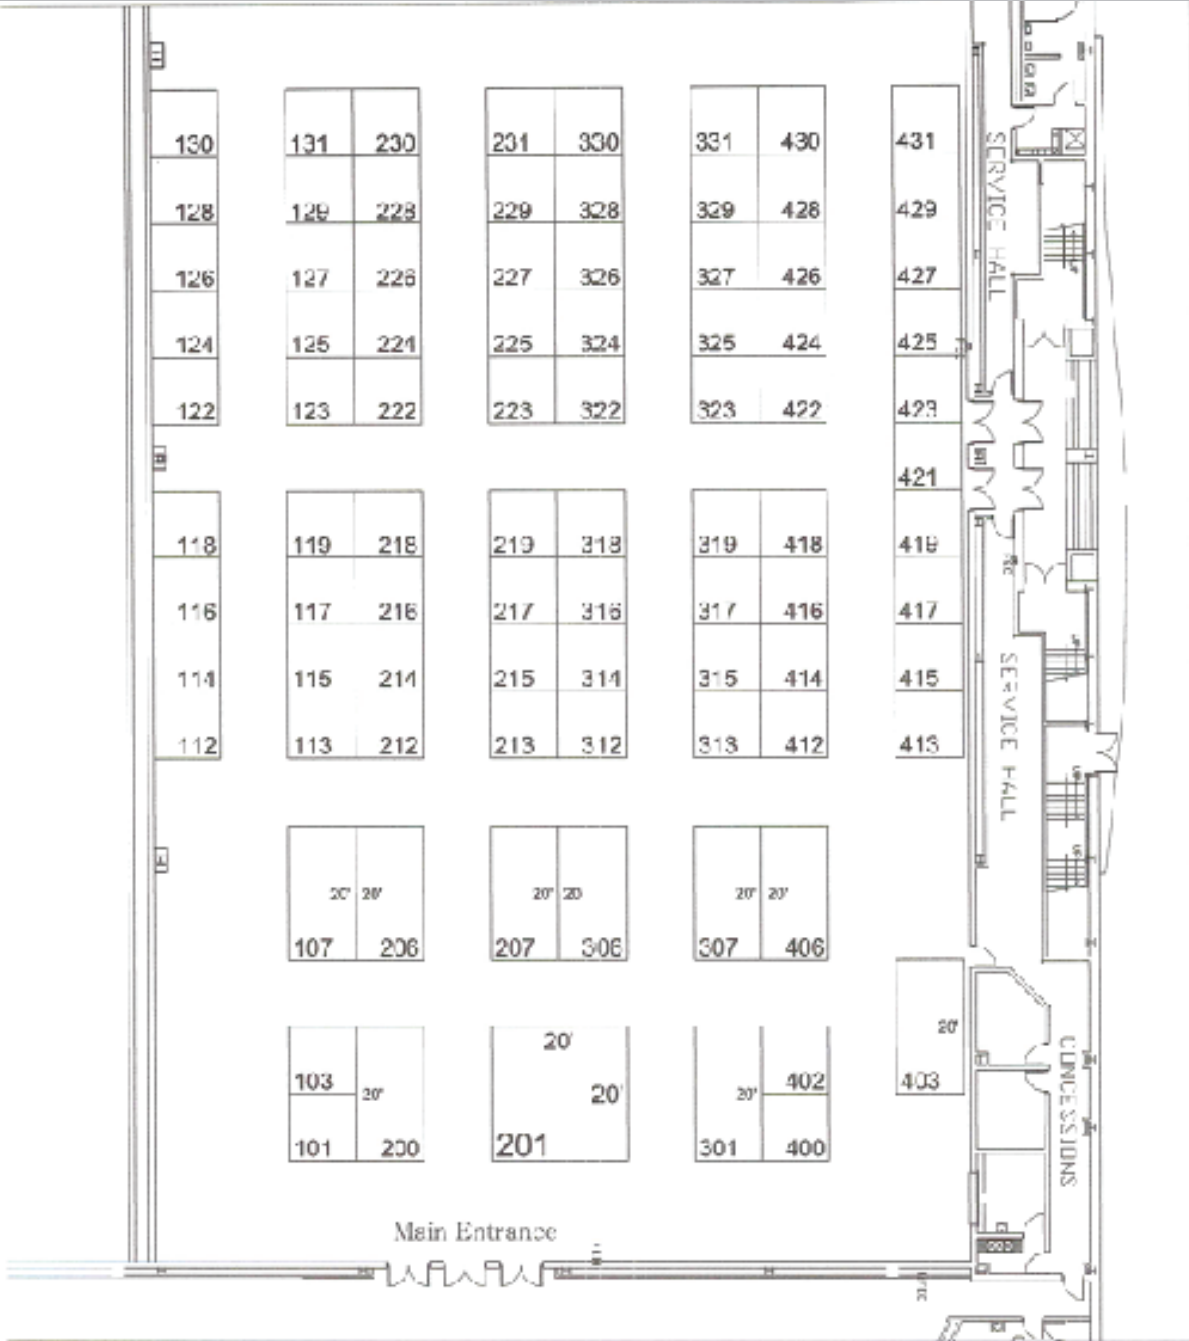 130 131 230 231 330 331 430 431
128 129 228 229 328 329 428 429
126 127 226 227 326 327 426 427
124 125 224 225 324 325 424 425
122 123 222 223 322 323 422 423
421
118 119 218 219 318 319 418 419
116 117 216 217 316 317 416 417
114 115 214 215 314 315 414 415
112 113 212 213 312 313 412 413
20' 20' 20' 20 20' 20'
107 206 207 306 307 406
20' 20'
103 20' 20' 20' 402 403
101 200 201 301 400
Main Entrance
SERVICE HALL
SERVICE HALL
CONCESSIONS